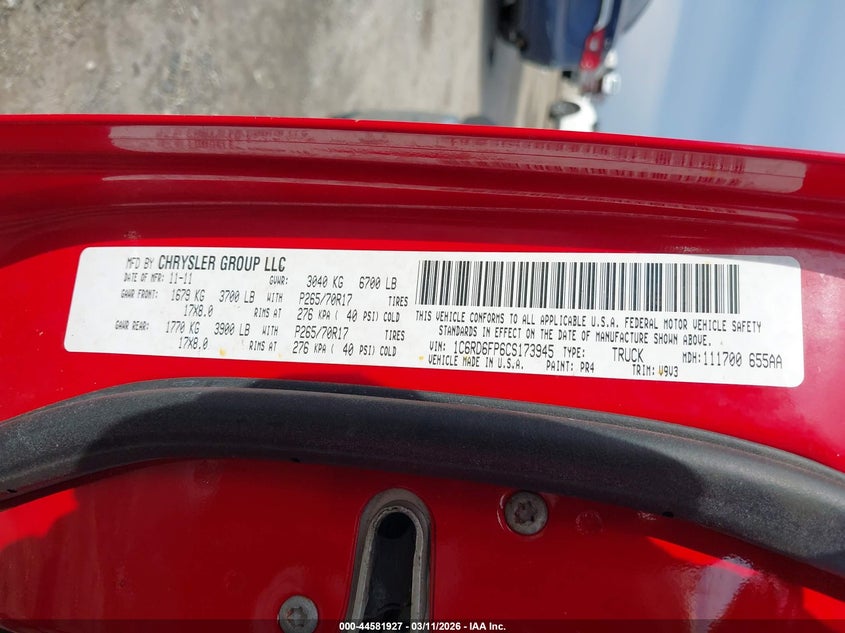 MFD BY CHRYSLER GROUP LLC
DATE OF MFR 11-11 GVWR: 3040 KG 6700 LB
GAWR FRONT: 1679 KG 3700 LB WITH P265/70R17 TIRES
17X8.0 RIMS AT 276 KPA ( 40 PSI) COLD
GAWR REAR: 1770 KG 3900 LB WITH P265/70R17 TIRES
17X8.0 RIMS AT 276 KPA ( 40 PSI) COLD
THIS VEHICLE CONFORMS TO ALL APPLICABLE U.S.A. FEDERAL MOTOR VEHICLE SAFETY
STANDARDS IN EFFECT ON THE DATE OF MANUFACTURE SHOWN ABOVE.
VIN: 1C6RD6FP6CS173945 TYPE: TRUCK MDH: 111700 655AA
VEHICLE MADE IN U.S.A. PAINT: PR4 TRIM: V9V3
000-44581927 - 03/11/2026 - IAA Inc.